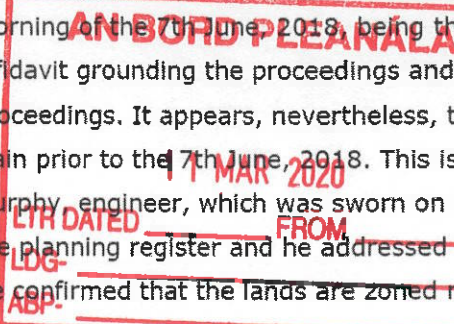 orning of the 7th June, 2018, being th
AN BORD PLEANÁLA
fidavit grounding the proceedings and
oceedings. It appears, nevertheless, t
ain prior to the 7th June, 2018. This is
11 MAR 2020
urphy, engineer, which was sworn on
LTR DATED FROM
e planning register and he addressed
LDG-
e confirmed that the lands are zoned r
ABP-